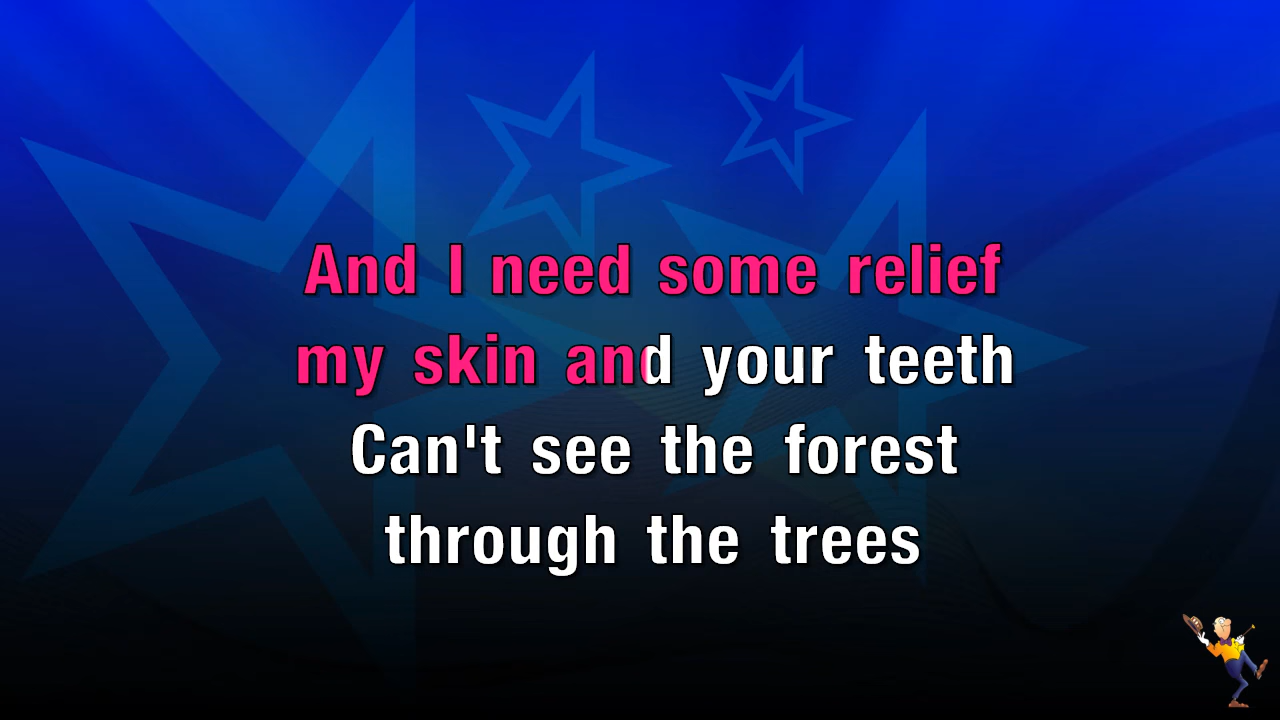 And I need some relief
my skin and your teeth
Can't see the forest
through the trees